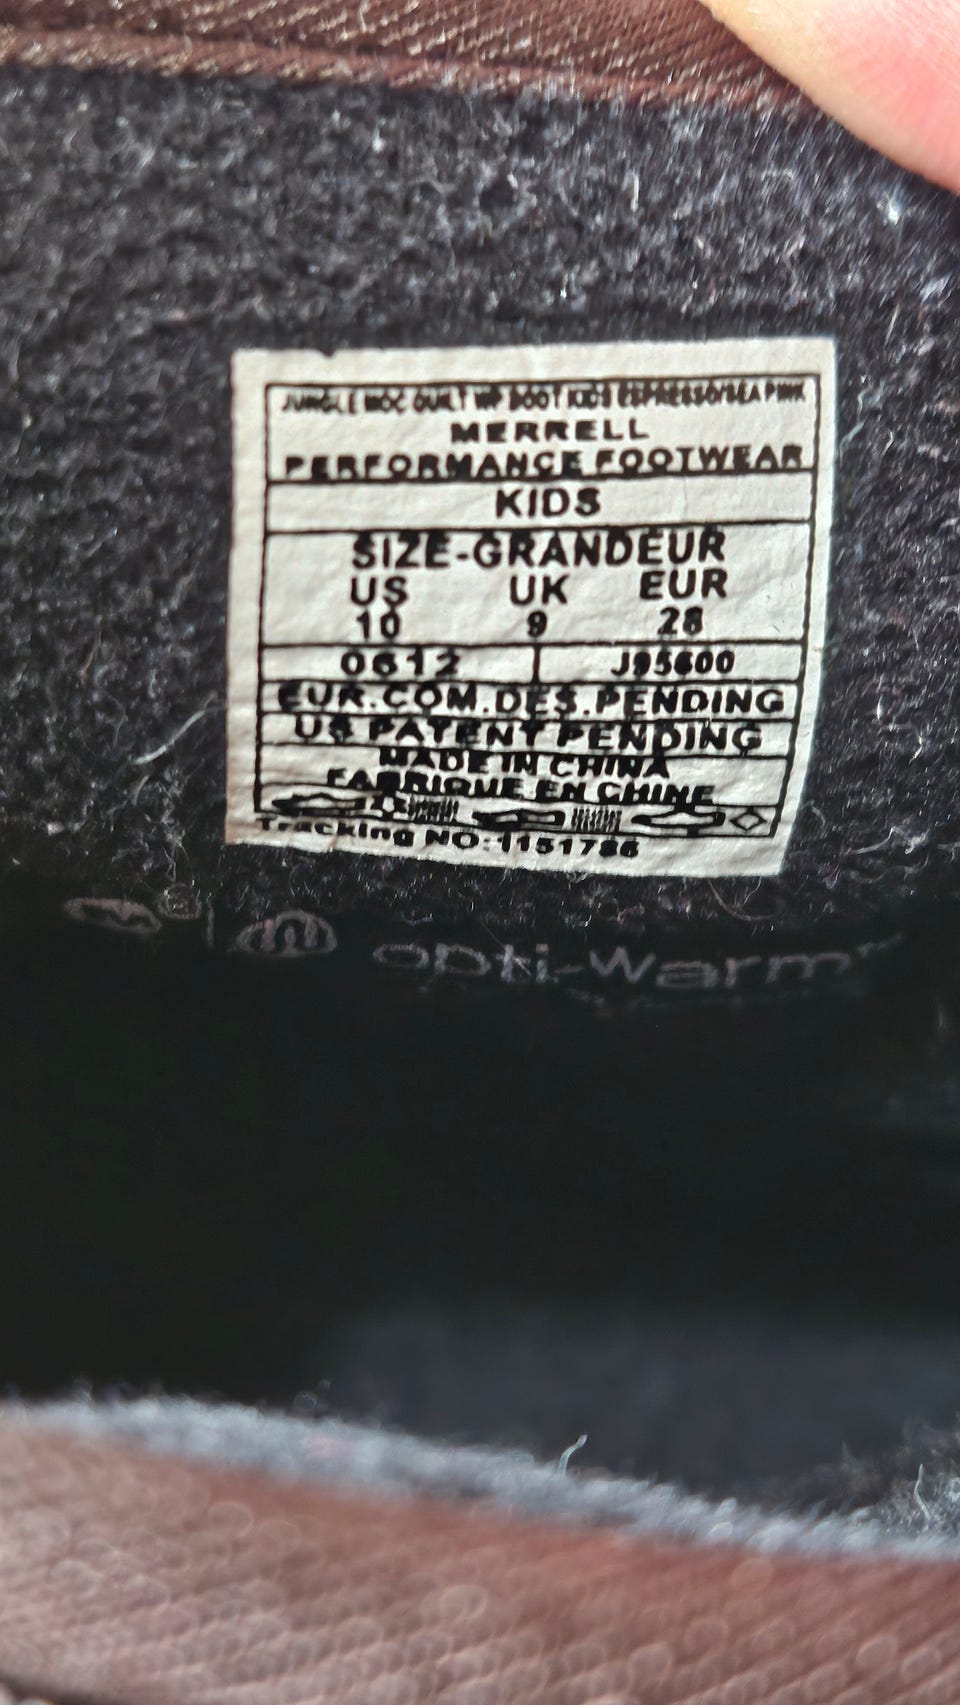 JUNGLE MOC QUILT WP BOOT KIDS ESPRESSO/SEA PINK
MERRELL
PERFORMANCE FOOTWEAR
KIDS
SIZE-GRANDEUR
US UK EUR
10 9 28
0612 J95600
EUR.COM.DES.PENDING
US PATENT PENDING
MADE IN CHINA
FABRIQUE EN CHINE
Tracking NO:1151786
opti-warm™